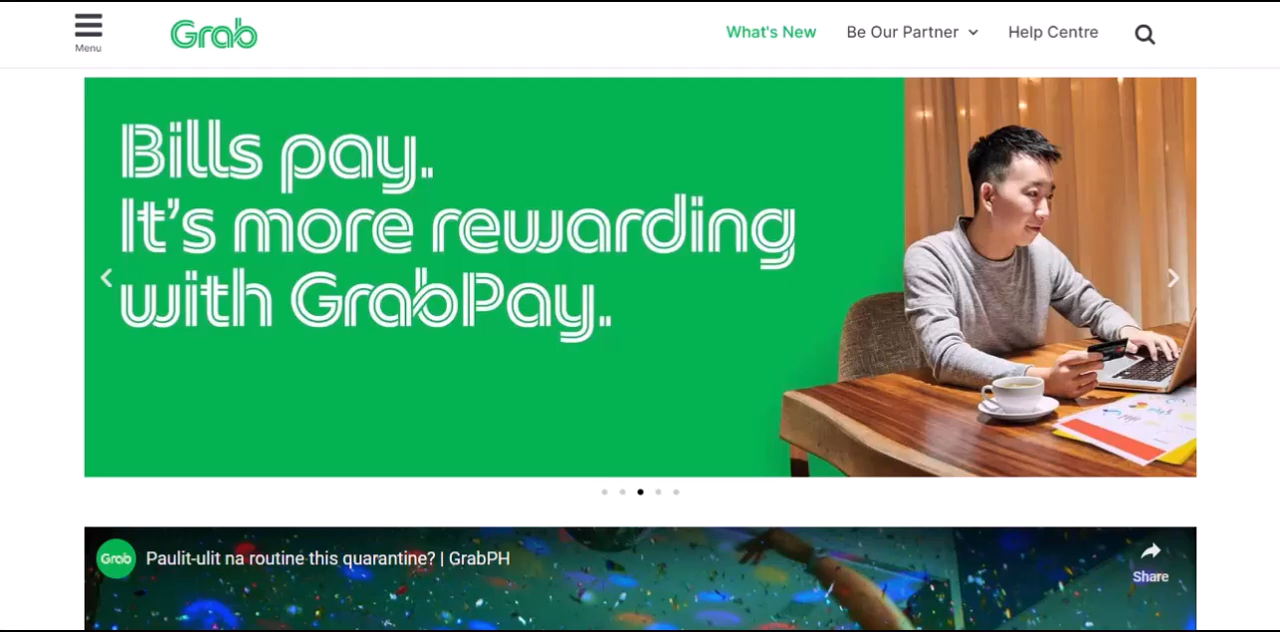 Menu
Grab
What's New
Be Our Partner
Help Centre
Bills pay.
It's more rewarding
with GrabPay.
Grab
Paulit-ulit na routine this quarantine? | GrabPH
Share